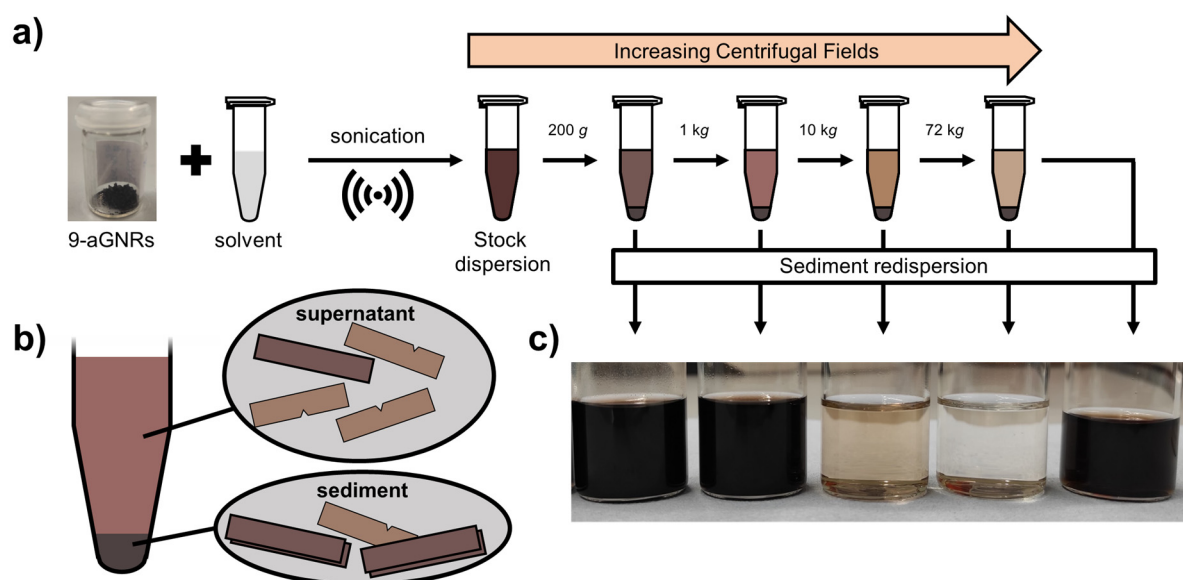 a)
Increasing Centrifugal Fields
sonication
200 g
1 kg
10 kg
72 kg
9-aGNRs
solvent
Stock
dispersion
Sediment redispersion
b)
supernatant
sediment
c)